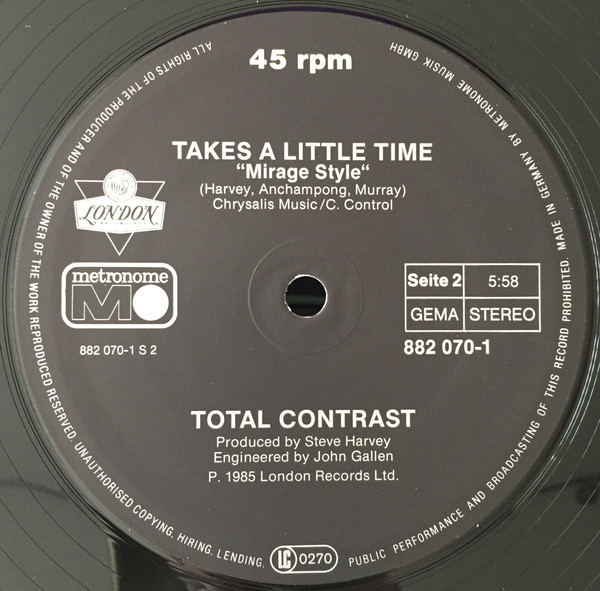 45 rpm
TAKES A LITTLE TIME
"Mirage Style“
(Harvey, Anchampong, Murray)
Chrysalis Music/C. Control
LONDON
metronome
M
882 070-1 S 2
Seite 2 5:58
GEMA STEREO
882 070-1
TOTAL CONTRAST
Produced by Steve Harvey
Engineered by John Gallen
P. 1985 London Records Ltd.
LC 0270
ALL RIGHTS OF THE PRODUCER AND OF THE OWNER OF THE WORK REPRODUCED RESERVED. UNAUTHORISED COPYING, HIRING, LENDING, PUBLIC PERFORMANCE AND BROADCASTING OF THIS RECORD PROHIBITED. MADE IN GERMANY BY METRONOME MUSIK GMBH